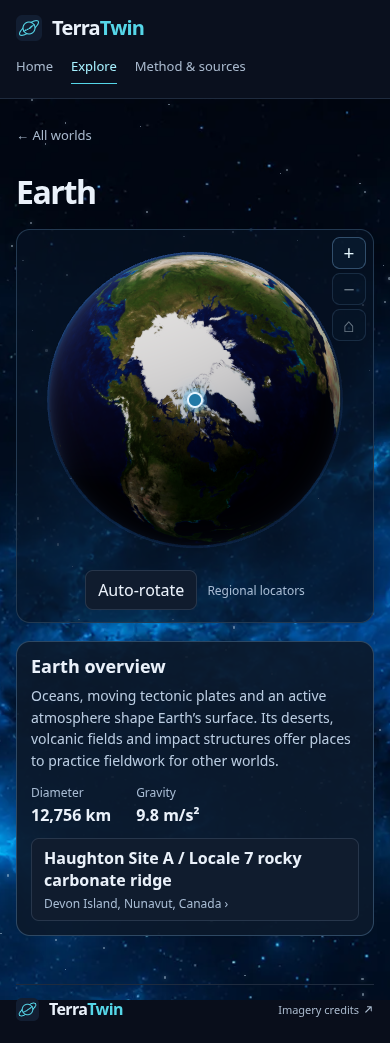 TerraTwin
Home Explore Method & sources
← All worlds
Earth
+
−
⌂
Auto-rotate Regional locators
Earth overview
Oceans, moving tectonic plates and an active
atmosphere shape Earth’s surface. Its deserts,
volcanic fields and impact structures offer places
to practice fieldwork for other worlds.
Diameter Gravity
12,756 km 9.8 m/s²
Haughton Site A / Locale 7 rocky
carbonate ridge
Devon Island, Nunavut, Canada ›
TerraTwin Imagery credits ↗